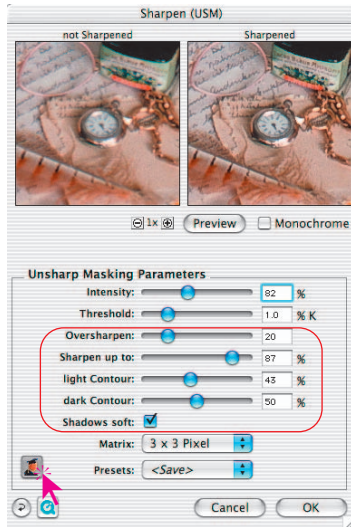 Sharpen (USM)
not Sharpened Sharpened
1x Preview Monochrome
Unsharp Masking Parameters
Intensity: 82 %
Threshold: 1.0 % K
Oversharpen: 20
Sharpen up to: 87 %
light Contour: 43 %
dark Contour: 50 %
Shadows soft:
Matrix: 3 x 3 Pixel
Presets: <Save>
Cancel OK